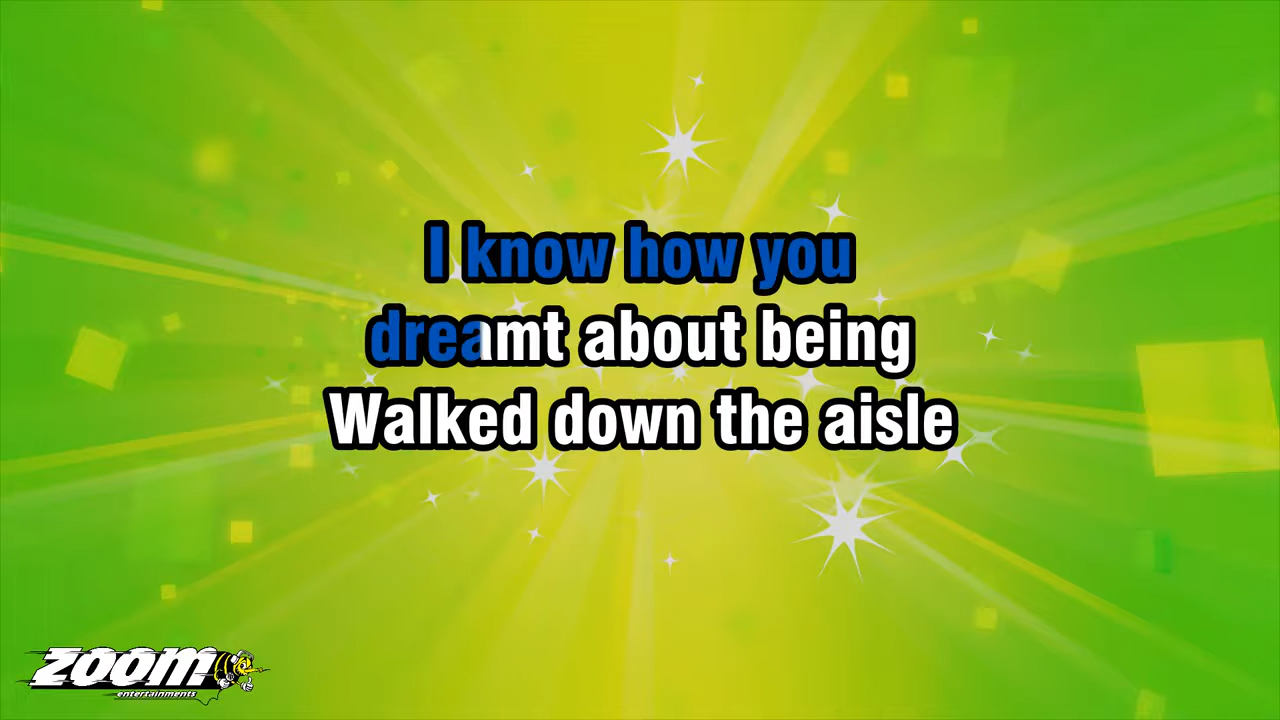 I know how you
dreamt about being
Walked down the aisle
ZOOM
entertainments